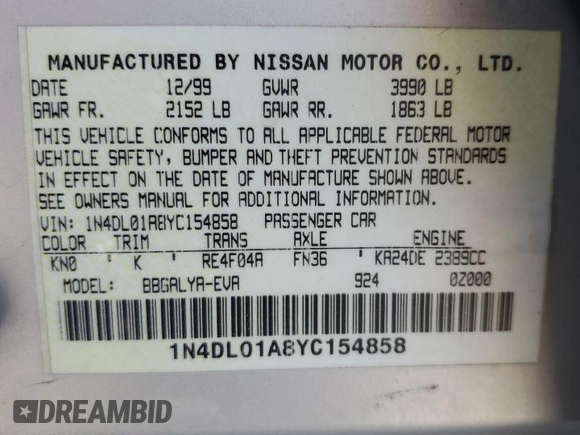 MANUFACTURED BY NISSAN MOTOR CO., LTD.
DATE 12/99 GVWR 3990 LB
GAWR FR. 2152 LB GAWR RR. 1863 LB
THIS VEHICLE CONFORMS TO ALL APPLICABLE FEDERAL MOTOR
VEHICLE SAFETY, BUMPER AND THEFT PREVENTION STANDARDS
IN EFFECT ON THE DATE OF MANUFACTURE SHOWN ABOVE.
SEE OWNERS MANUAL FOR ADDITIONAL INFORMATION.
VIN: 1N4DL01A8YC154858 PASSENGER CAR
COLOR TRIM TRANS AXLE ENGINE
KN0 ' K ' RE4F04A FN36 ' KA24DE 2389CC
MODEL: BBGALYA-EVA 924 0Z000
1N4DL01A8YC154858
DREAMBID